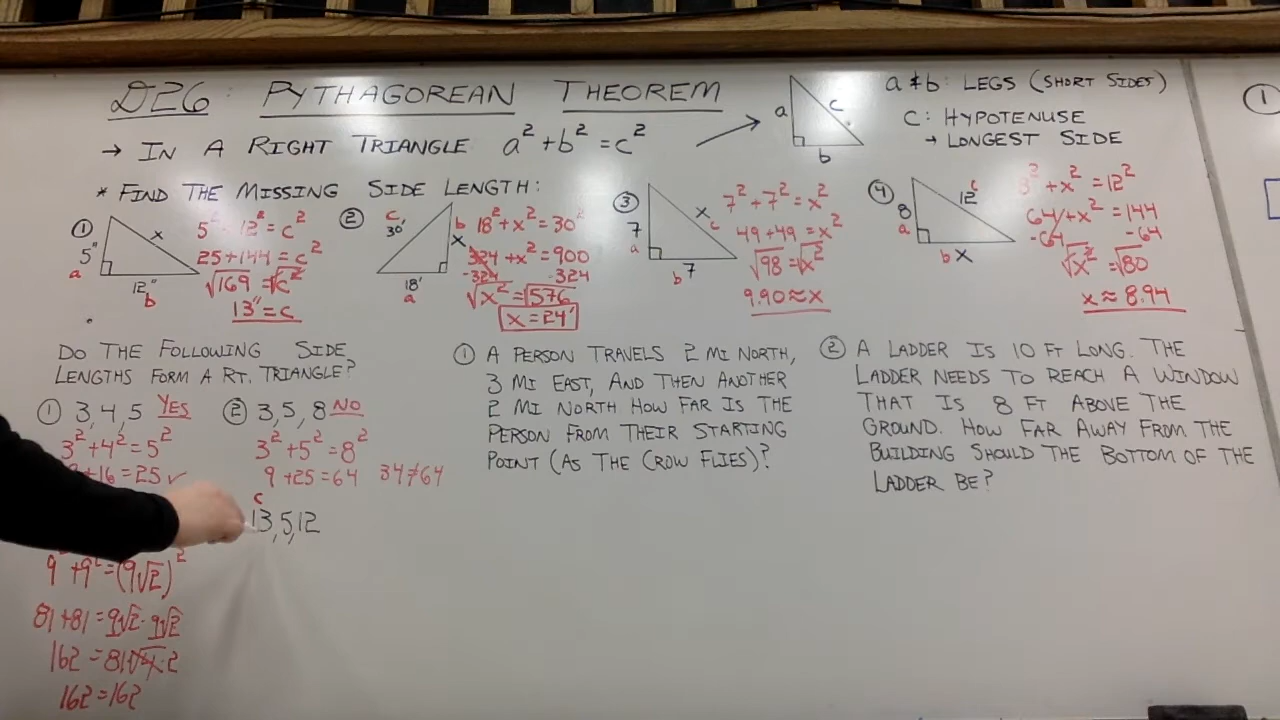 D26: PYTHAGOREAN THEOREM
→ IN A RIGHT TRIANGLE a² + b² = c²
a
c
b
a & b: LEGS (SHORT SIDES)
C: HYPOTENUSE
→ LONGEST SIDE
* FIND THE MISSING SIDE LENGTH:
①
5"
a
x
12"
b
5² 12² = c²
25 + 144 = c²
√169 = √c²
13" = c
②
c
30'
b
x
18'
a
18² + x² = 30²
324 + x² = 900
-324 -324
√x² = √576
x = 24'
③
7
a
x
c
b 7
7² + 7² = x²
49 + 49 = x²
√98 = √x²
9.90 ≈ x
④
8
a
12 c
b x
² + x² = 12²
64 + x² = 144
-64 -64
√x² = √80
x ≈ 8.94
DO THE FOLLOWING SIDE
LENGTHS FORM A RT. TRIANGLE?
① 3, 4, 5 YES
3² + 4² = 5²
+ 16 = 25 ✓
② 3, 5, 8 NO
3² + 5² = 8²
9 + 25 = 64 34 ≠ 64
9² + 9² = (9√2)²
81 + 81 = 9√2 · 9√2
162 = 81 · 2
162 = 162
c
13, 5, 12
① A PERSON TRAVELS 2 MI NORTH,
3 MI EAST, AND THEN ANOTHER
2 MI NORTH HOW FAR IS THE
PERSON FROM THEIR STARTING
POINT (AS THE CROW FLIES)?
② A LADDER IS 10 FT LONG. THE
LADDER NEEDS TO REACH A WINDOW
THAT IS 8 FT ABOVE THE
GROUND. HOW FAR AWAY FROM THE
BUILDING SHOULD THE BOTTOM OF THE
LADDER BE?
①